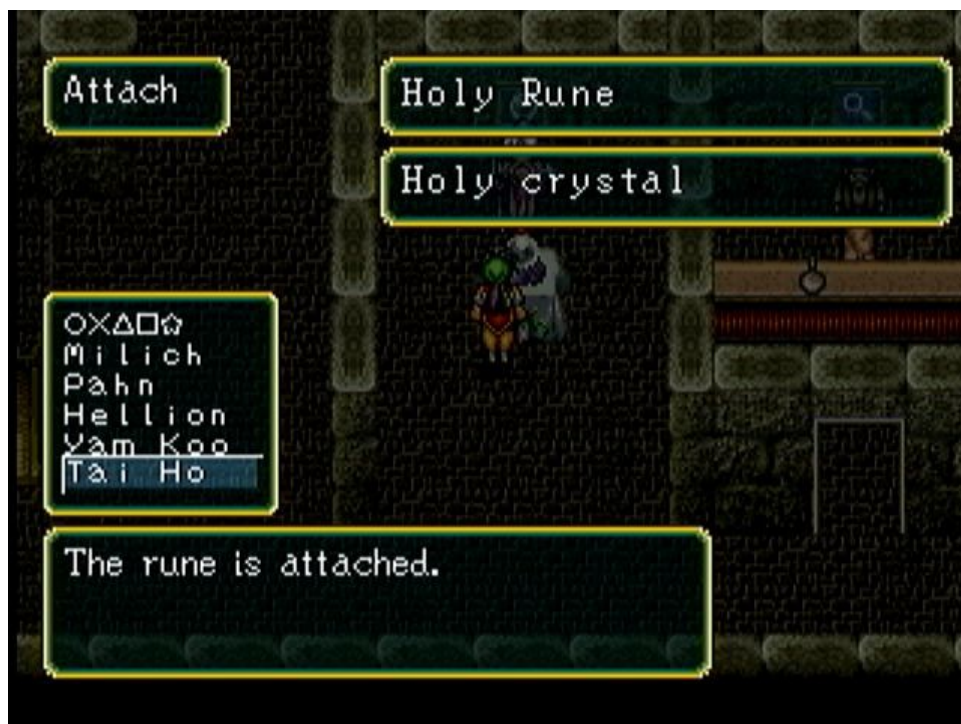 Attach
Holy Rune
Holy crystal
○×△□☆
Milich
Pahn
Hellion
Yam Koo
Tai Ho
The rune is attached.